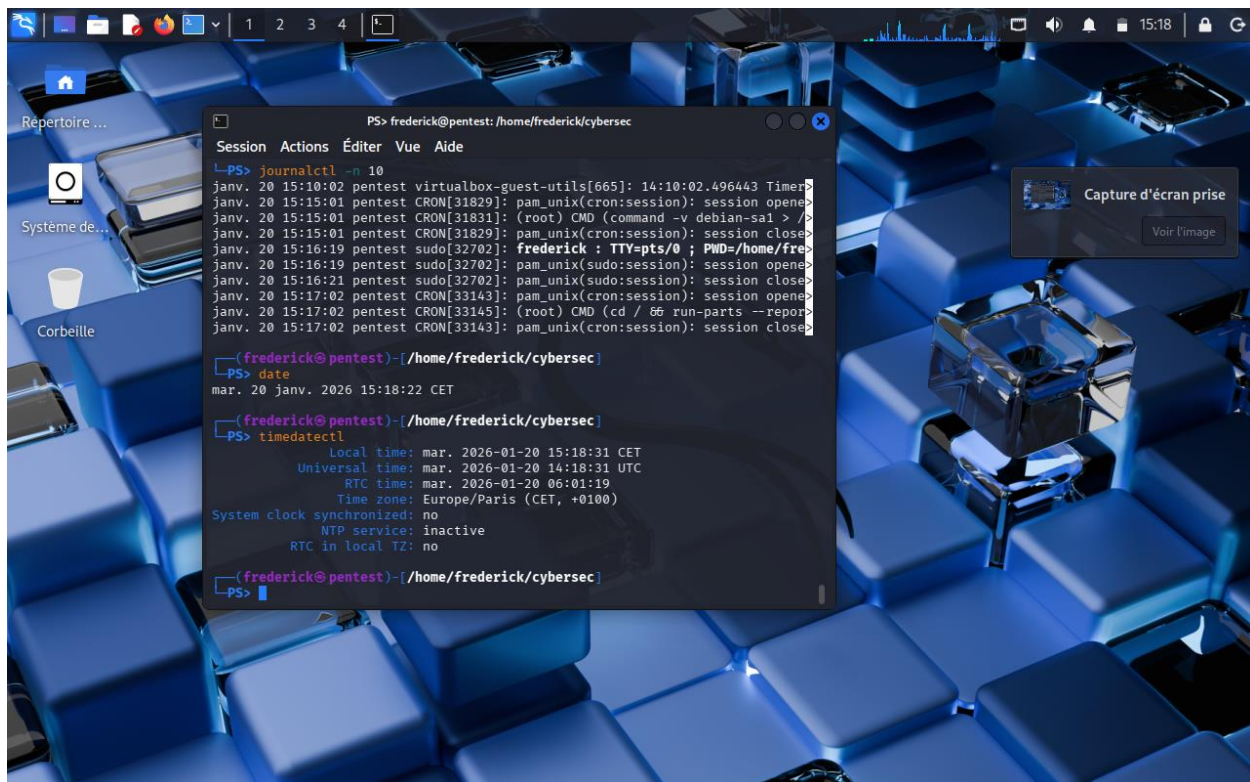 1 2 3 4
15:18
Répertoire ...
Système de...
Corbeille
PS> frederick@pentest: /home/frederick/cybersec
Session Actions Éditer Vue Aide
└─PS> journalctl -n 10
janv. 20 15:10:02 pentest virtualbox-guest-utils[665]: 14:10:02.496443 Timer>
janv. 20 15:15:01 pentest CRON[31829]: pam_unix(cron:session): session opene>
janv. 20 15:15:01 pentest CRON[31831]: (root) CMD (command -v debian-sa1 > />
janv. 20 15:15:01 pentest CRON[31829]: pam_unix(cron:session): session close>
janv. 20 15:16:19 pentest sudo[32702]: frederick : TTY=pts/0 ; PWD=/home/fre>
janv. 20 15:16:19 pentest sudo[32702]: pam_unix(sudo:session): session opene>
janv. 20 15:16:21 pentest sudo[32702]: pam_unix(sudo:session): session close>
janv. 20 15:17:02 pentest CRON[33143]: pam_unix(cron:session): session opene>
janv. 20 15:17:02 pentest CRON[33145]: (root) CMD (cd / && run-parts --repor>
janv. 20 15:17:02 pentest CRON[33143]: pam_unix(cron:session): session close>
┌──(frederick㉿pentest)-[/home/frederick/cybersec]
└─PS> date
mar. 20 janv. 2026 15:18:22 CET
┌──(frederick㉿pentest)-[/home/frederick/cybersec]
└─PS> timedatectl
Local time: mar. 2026-01-20 15:18:31 CET
Universal time: mar. 2026-01-20 14:18:31 UTC
RTC time: mar. 2026-01-20 06:01:19
Time zone: Europe/Paris (CET, +0100)
System clock synchronized: no
NTP service: inactive
RTC in local TZ: no
┌──(frederick㉿pentest)-[/home/frederick/cybersec]
└─PS>
Capture d'écran prise
Voir l'image